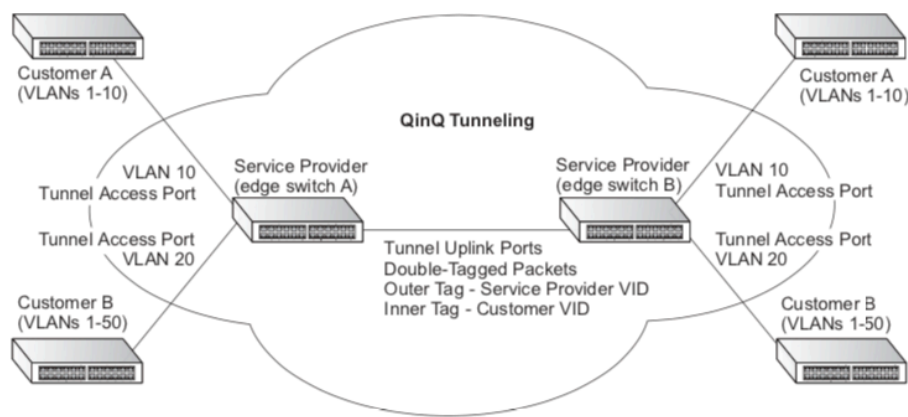 Customer A
(VLANs 1-10)
Customer A
(VLANs 1-10)
QinQ Tunneling
Service Provider
(edge switch A)
Service Provider
(edge switch B)
VLAN 10
Tunnel Access Port
VLAN 10
Tunnel Access Port
Tunnel Access Port
VLAN 20
Tunnel Uplink Ports
Double-Tagged Packets
Outer Tag - Service Provider VID
Inner Tag - Customer VID
Tunnel Access Port
VLAN 20
Customer B
(VLANs 1-50)
Customer B
(VLANs 1-50)